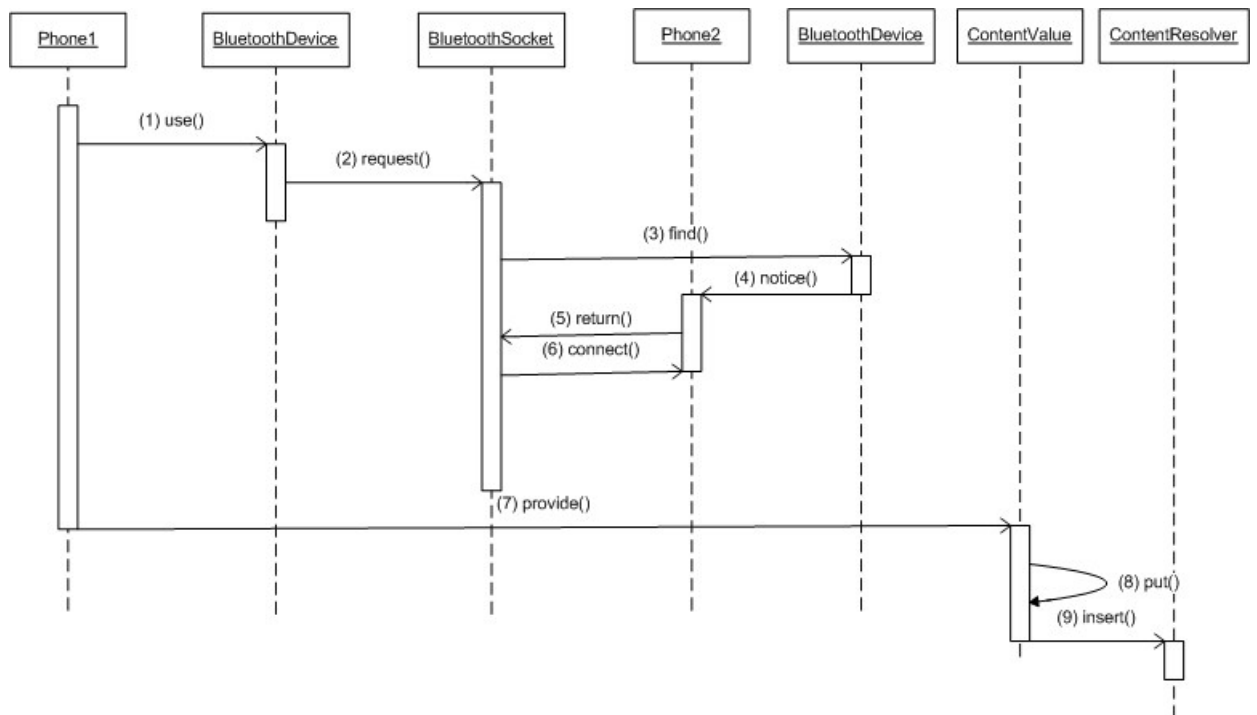 Phone1
BluetoothDevice
BluetoothSocket
Phone2
BluetoothDevice
ContentValue
ContentResolver
(1) use()
(2) request()
(3) find()
(4) notice()
(5) return()
(6) connect()
(7) provide()
(8) put()
(9) insert()